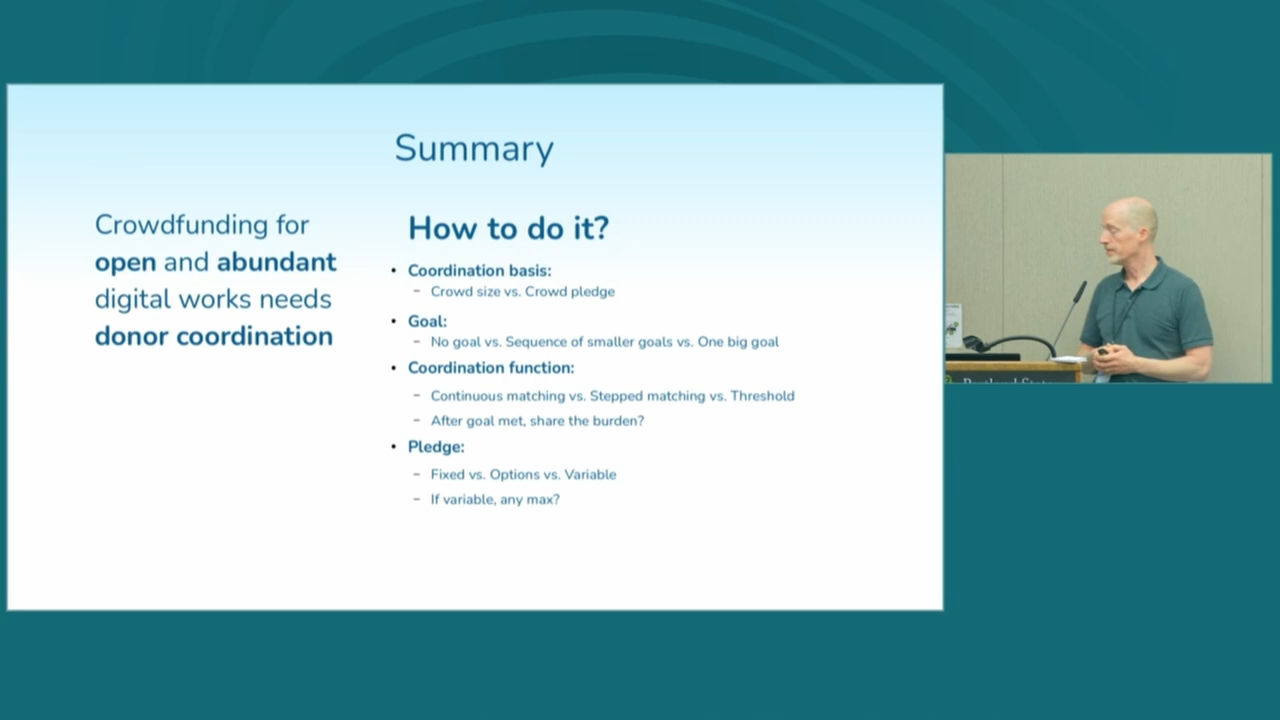 Summary
Crowdfunding for
open and abundant
digital works needs
donor coordination
How to do it?
• Coordination basis:
– Crowd size vs. Crowd pledge
• Goal:
– No goal vs. Sequence of smaller goals vs. One big goal
• Coordination function:
– Continuous matching vs. Stepped matching vs. Threshold
– After goal met, share the burden?
• Pledge:
– Fixed vs. Options vs. Variable
– If variable, any max?
Portland State